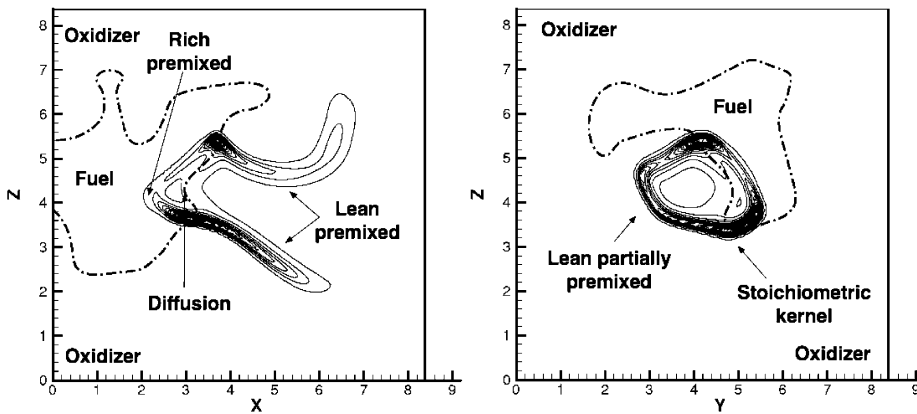 Oxidizer
Rich
premixed
Fuel
Lean
premixed
Diffusion
Oxidizer
Z
X
0 1 2 3 4 5 6 7 8 9
0
1
2
3
4
5
6
7
8
Oxidizer
Fuel
Lean partially
premixed
Stoichiometric
kernel
Oxidizer
Z
Y
0 1 2 3 4 5 6 7 8 9
0
1
2
3
4
5
6
7
8